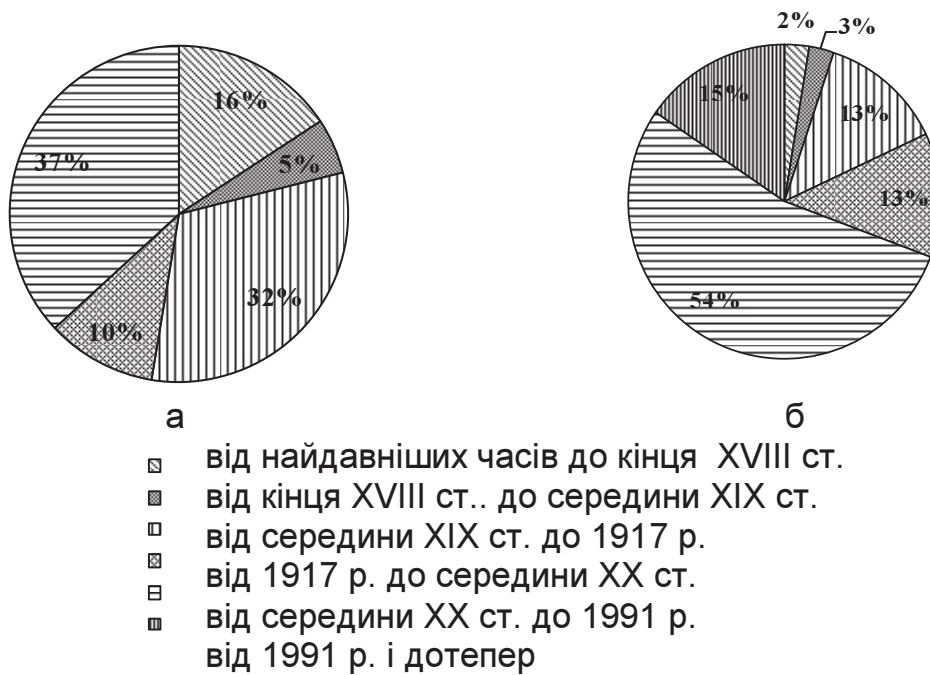 2%
3%
16%
15%
13%
37%
5%
13%
32%
54%
10%
а
б
від найдавніших часів до кінця XVIII ст.
від кінця XVIII ст.. до середини XIX ст.
від середини XIX ст. до 1917 р.
від 1917 р. до середини XX ст.
від середини XX ст. до 1991 р.
від 1991 р. і дотепер